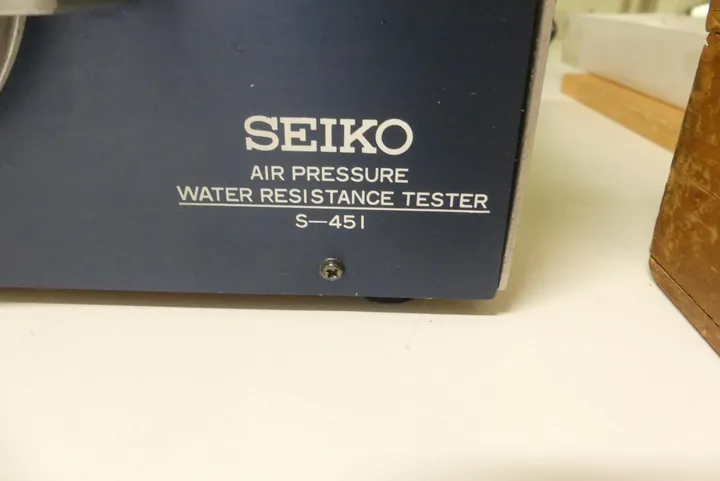 SEIKO
AIR PRESSURE
WATER RESISTANCE TESTER
S-451